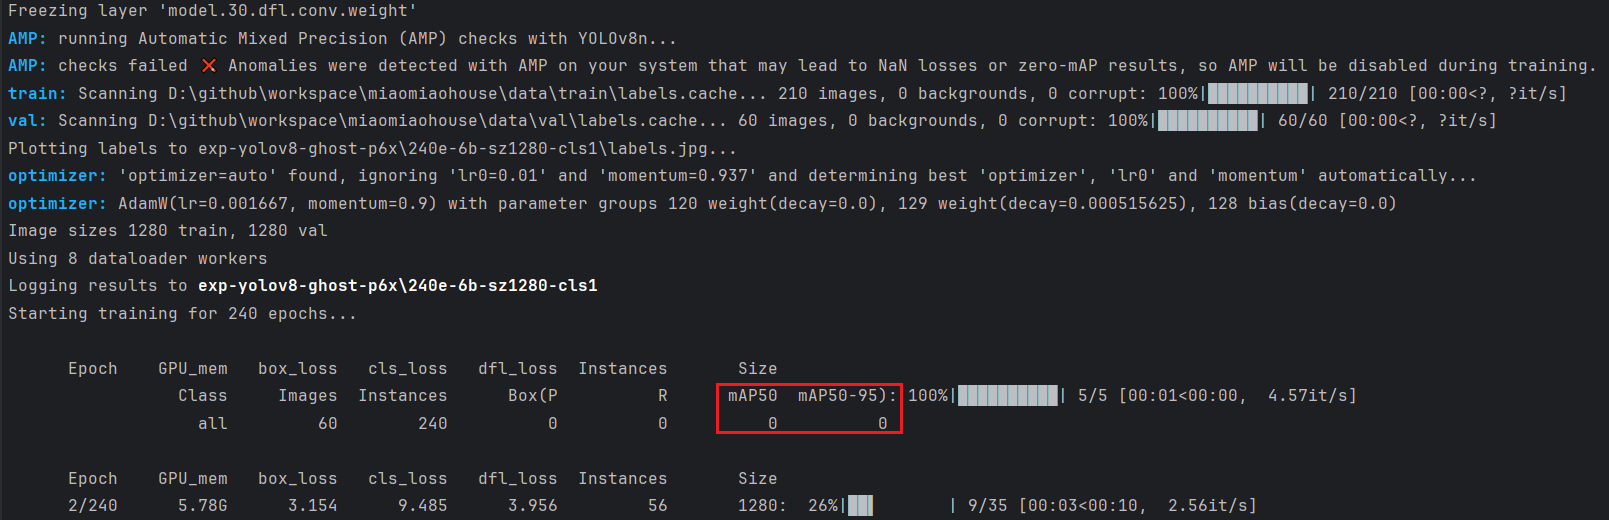 Freezing layer 'model.30.dfl.conv.weight'
AMP: running Automatic Mixed Precision (AMP) checks with YOLOv8n...
AMP: checks failed ❌ Anomalies were detected with AMP on your system that may lead to NaN losses or zero-mAP results, so AMP will be disabled during training.
train: Scanning D:\github\workspace\miaomiaohouse\data\train\labels.cache... 210 images, 0 backgrounds, 0 corrupt: 100%|██████████| 210/210 [00:00<?, ?it/s]
val: Scanning D:\github\workspace\miaomiaohouse\data\val\labels.cache... 60 images, 0 backgrounds, 0 corrupt: 100%|██████████| 60/60 [00:00<?, ?it/s]
Plotting labels to exp-yolov8-ghost-p6x\240e-6b-sz1280-cls1\labels.jpg...
optimizer: 'optimizer=auto' found, ignoring 'lr0=0.01' and 'momentum=0.937' and determining best 'optimizer', 'lr0' and 'momentum' automatically...
optimizer: AdamW(lr=0.001667, momentum=0.9) with parameter groups 120 weight(decay=0.0), 129 weight(decay=0.000515625), 128 bias(decay=0.0)
Image sizes 1280 train, 1280 val
Using 8 dataloader workers
Logging results to exp-yolov8-ghost-p6x\240e-6b-sz1280-cls1
Starting training for 240 epochs...
Epoch GPU_mem box_loss cls_loss dfl_loss Instances Size
Class Images Instances Box(P R mAP50 mAP50-95): 100%|██████████| 5/5 [00:01<00:00, 4.57it/s]
all 60 240 0 0 0 0
Epoch GPU_mem box_loss cls_loss dfl_loss Instances Size
2/240 5.78G 3.154 9.485 3.956 56 1280: 26%|██▌ | 9/35 [00:03<00:10, 2.56it/s]